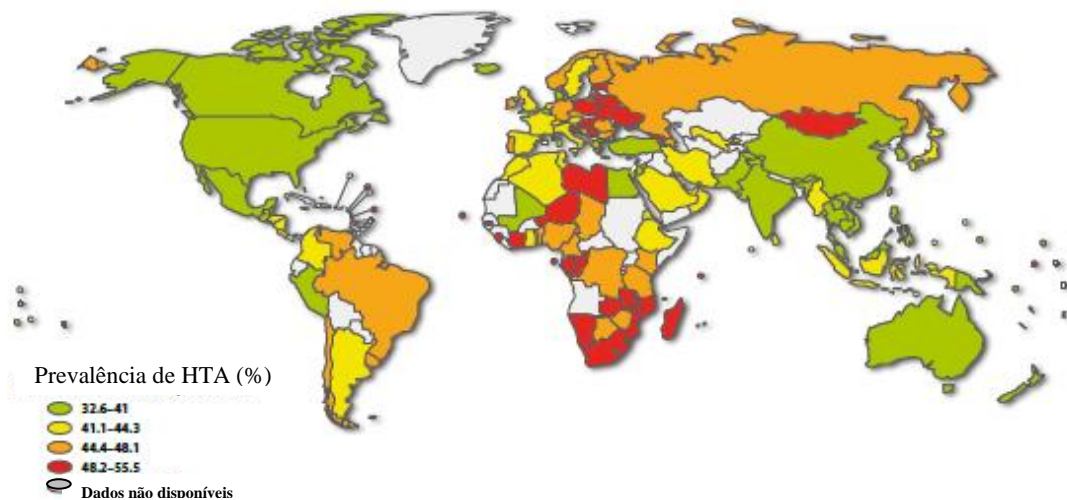 Prevalência de HTA (%)
32.6–41
41.1–44.3
44.4–48.1
48.2–55.5
Dados não disponíveis